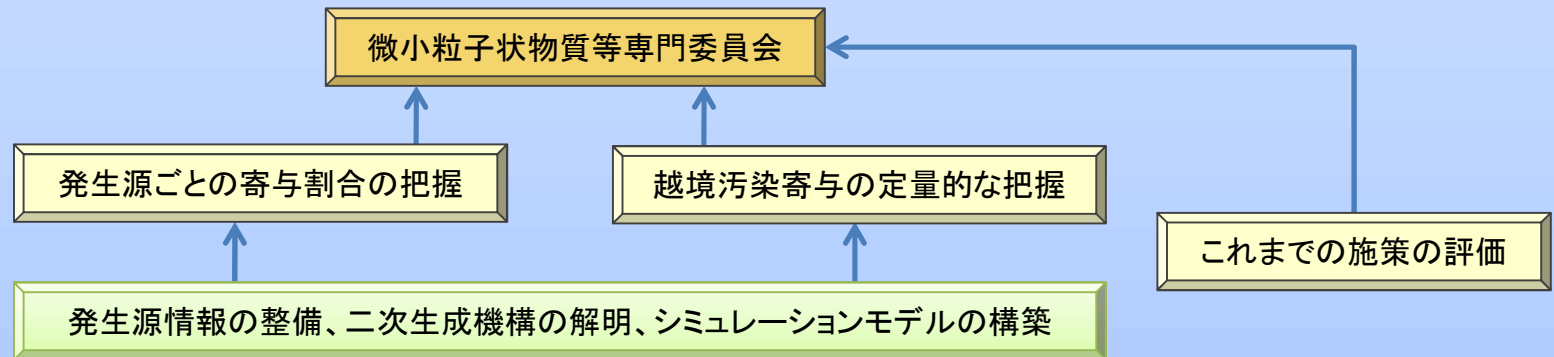 微小粒子状物質等専門委員会
発生源ごとの寄与割合の把握
越境汚染寄与の定量的な把握
これまでの施策の評価
発生源情報の整備、二次生成機構の解明、シミュレーションモデルの構築